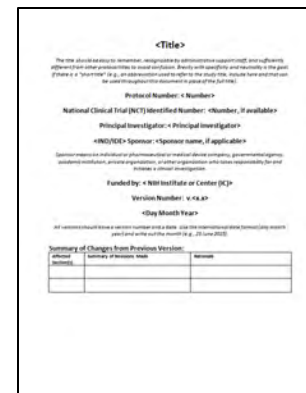 <Title>
The title should be easy to remember, recognizable by administrative support staff, and sufficiently
different from other protocol titles to avoid confusion. Brevity with specificity and neutrality is the goal.
If there is a "short title" (e.g., an abbreviation used to refer to the study title, include here and that can
be used throughout this document in place of the full title).
Protocol Number: < Number>
National Clinical Trial (NCT) Identified Number: <Number, if available>
Principal Investigator: < Principal investigator>
<IND/IDE> Sponsor: <Sponsor name, if applicable>
Sponsor means an individual or pharmaceutical or medical device company, governmental agency,
academic institution, private organization, or other organization who takes responsibility for and
initiates a clinical investigation.
Funded by: < NIH Institute or Center (IC)>
Version Number: v.<x.x>
<Day Month Year>
All versions should have a version number and a date. Use the international date format (day month
year) and write out the month (e.g., 23 June 2015).
Summary of Changes from Previous Version:
Affected Section(s) Summary of Revisions Made Rationale